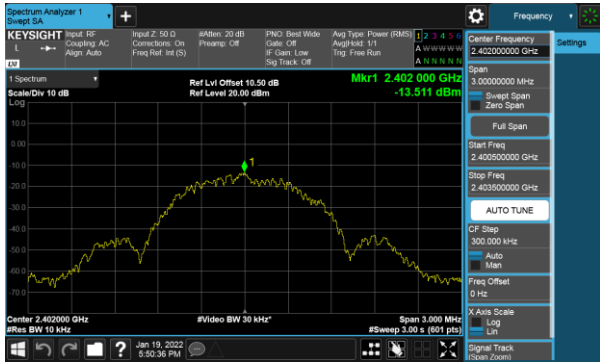 Spectrum Analyzer 1
Swept SA
Frequency
KEYSIGHT
Input: RF
Coupling: AC
Align: Auto
Input Z: 50 Ω
Corrections: On
Freq Ref: Int (S)
#Atten: 20 dB
Preamp: Off
PNO: Best Wide
Gate: Off
IF Gain: Low
Sig Track: Off
Avg Type: Power (RMS)
Avg|Hold: 1/1
Trig: Free Run
1 2 3 4 5 6
A W W W W W
A N N N N N
L
LXI
1 Spectrum
Scale/Div 10 dB
Log
Ref Lvl Offset 10.50 dB
Ref Level 20.00 dBm
Mkr1 2.402 000 GHz
-13.511 dBm
10.0
0.00
-10.0
-20.0
-30.0
-40.0
-50.0
-60.0
-70.0
1
Center 2.402000 GHz
#Res BW 10 kHz
#Video BW 30 kHz*
Span 3.000 MHz
#Sweep 3.00 s (601 pts)
Center Frequency
2.402000000 GHz
Settings
Span
3.00000000 MHz
Swept Span
Zero Span
Full Span
Start Freq
2.400500000 GHz
Stop Freq
2.403500000 GHz
AUTO TUNE
CF Step
300.000 kHz
Auto
Man
Freq Offset
0 Hz
X Axis Scale
Log
Lin
Signal Track
(Span Zoom)
?
Jan 19, 2022
5:50:36 PM